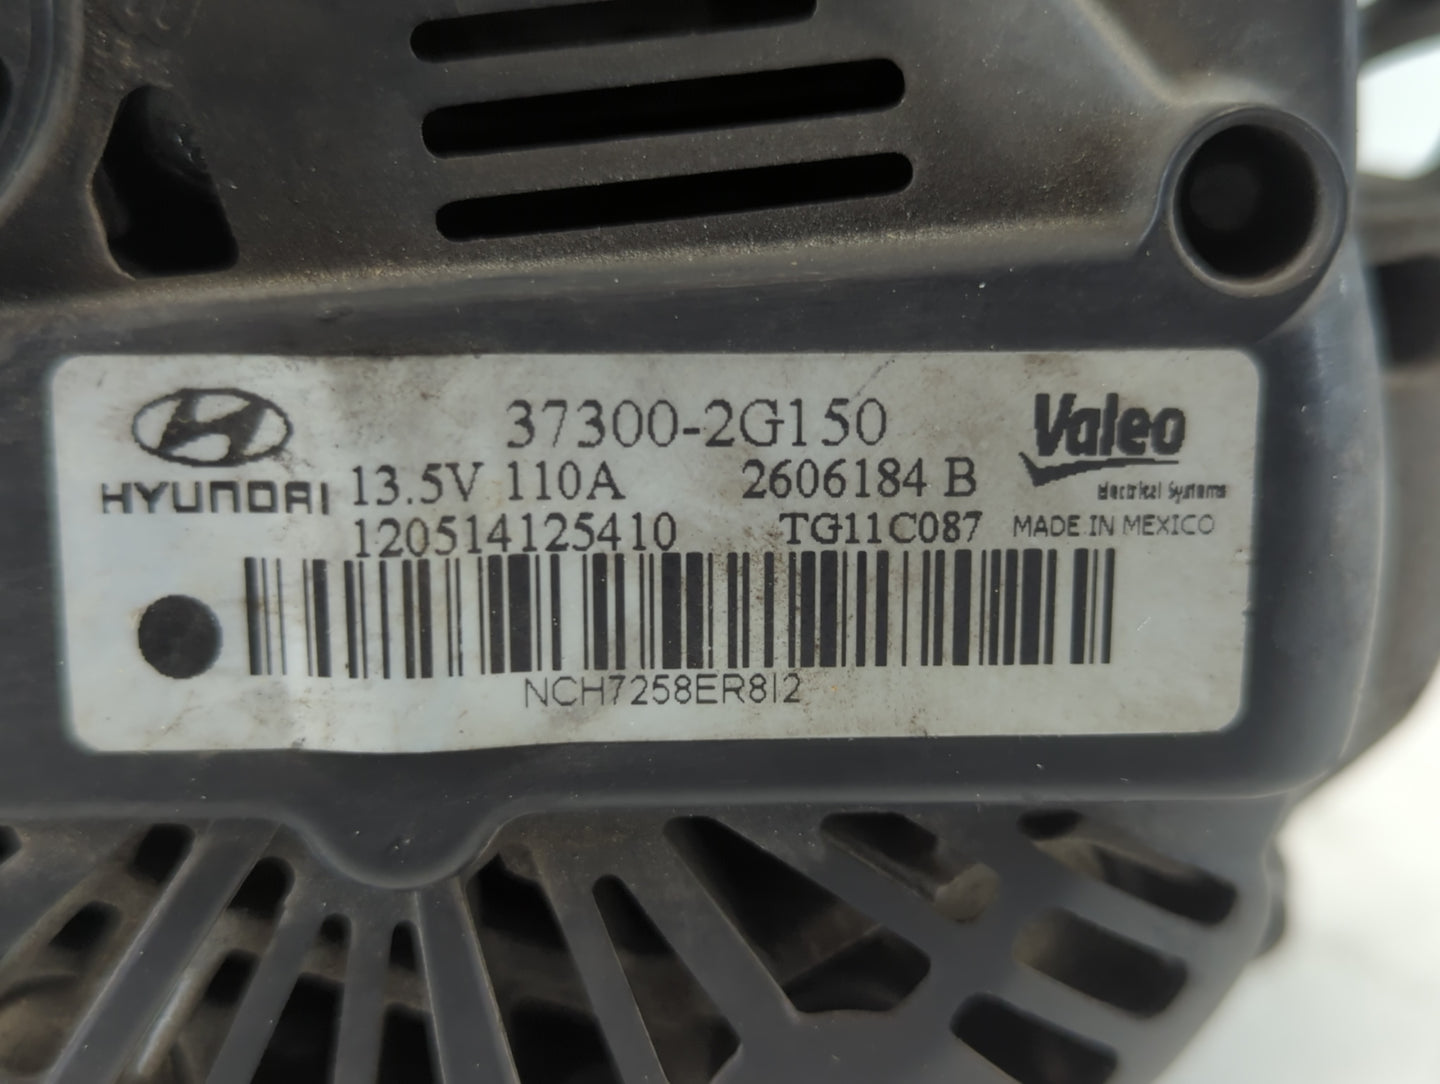 37300-2G150
HYUNDAI 13.5V 110A 2606184 B Valeo
Electrical Systems
120514125410 TG11C087 MADE IN MEXICO
NCH7258ER8I2